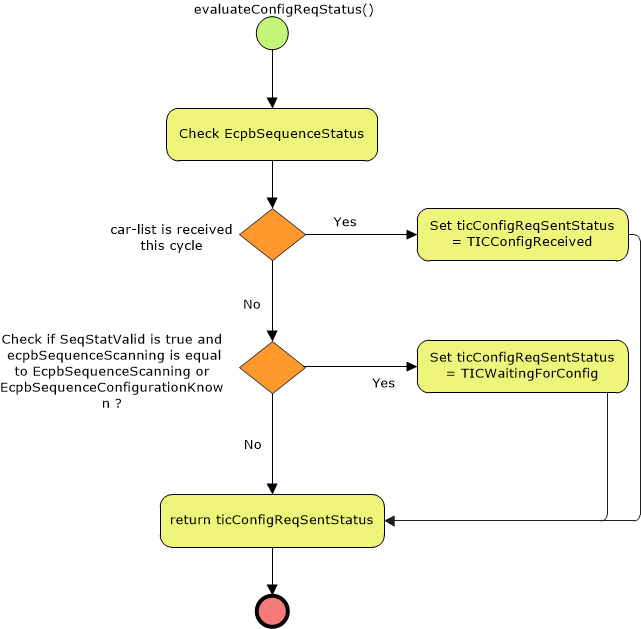 evaluateConfigReqStatus()
Check EcpbSequenceStatus
car-list is received
this cycle
Yes
Set ticConfigReqSentStatus
= TICConfigReceived
No
Check if SeqStatValid is true and
ecpbSequenceScanning is equal
to EcpbSequenceScanning or
EcpbSequenceConfigurationKnow
n ?
Yes
Set ticConfigReqSentStatus
= TICWaitingForConfig
No
return ticConfigReqSentStatus